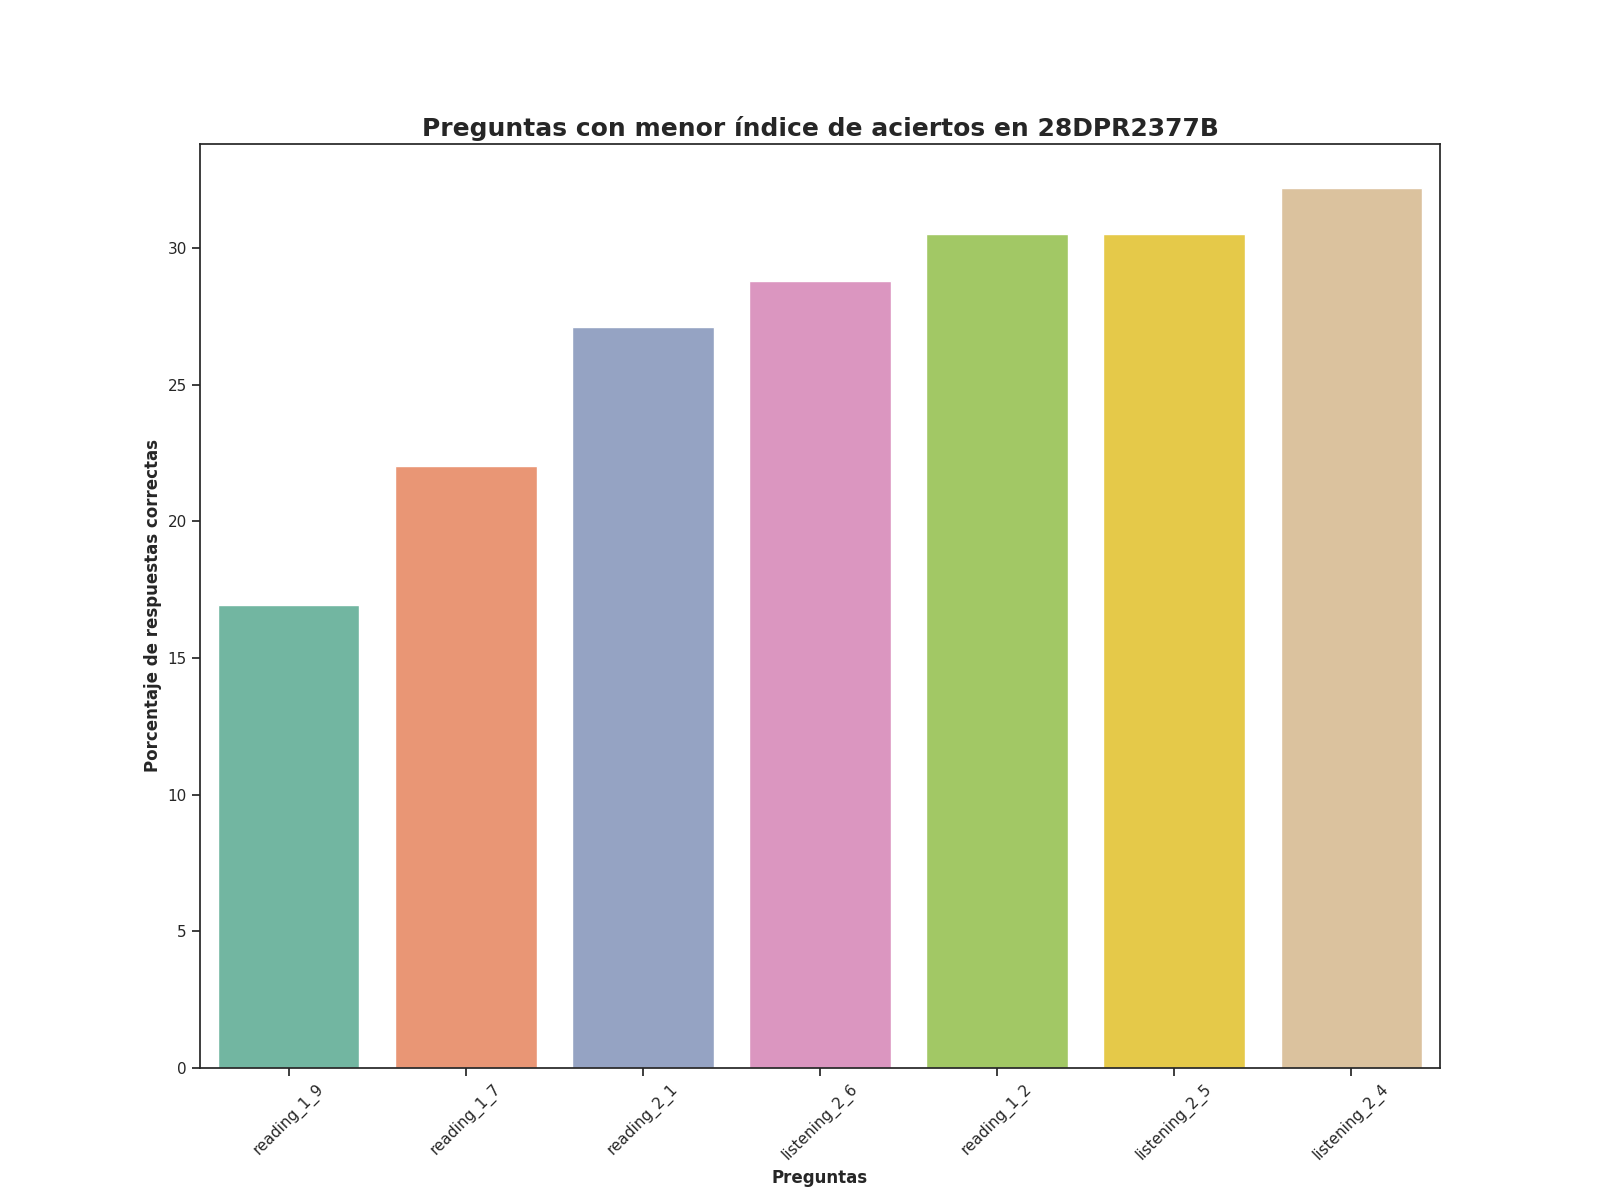 Preguntas con menor índice de aciertos en 28DPR2377B
Porcentaje de respuestas correctas
30
25
20
15
10
5
0
reading_1_9
reading_1_7
reading_2_1
listening_2_6
reading_1_2
listening_2_5
listening_2_4
Preguntas